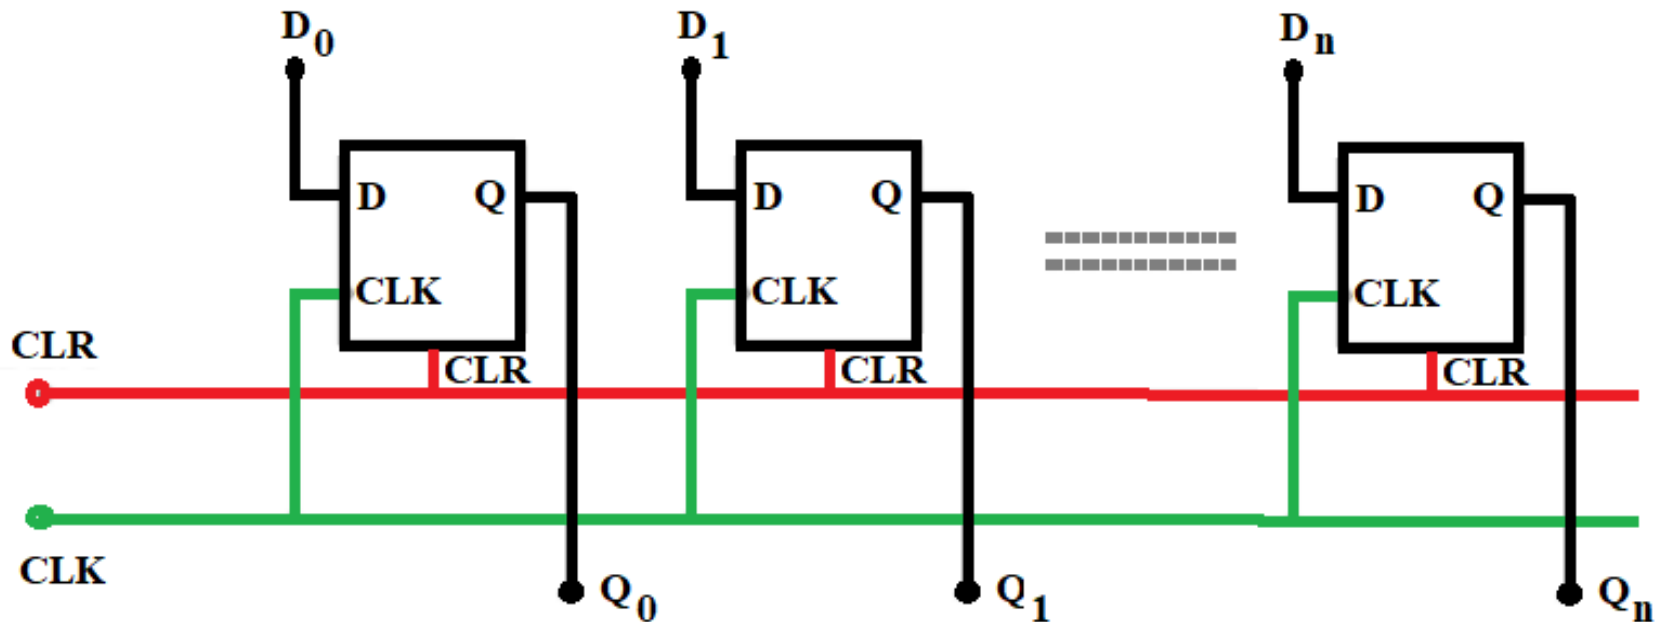 D0 D1 Dn
D Q D Q D Q
CLK CLK CLK
CLR CLR CLR CLR
CLK
Q0 Q1 Qn